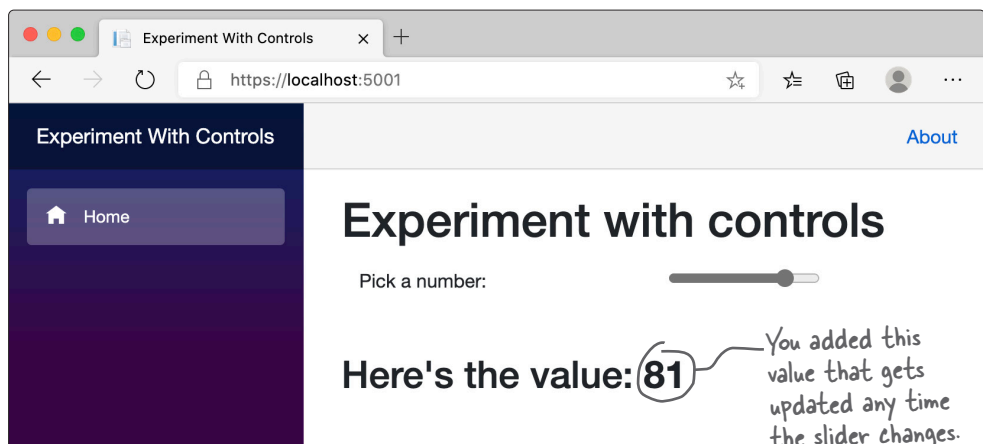 Experiment With Controls
https://localhost:5001
Experiment With Controls
About
Home
Experiment with controls
Pick a number:
Here's the value: 81
You added this
value that gets
updated any time
the slider changes.